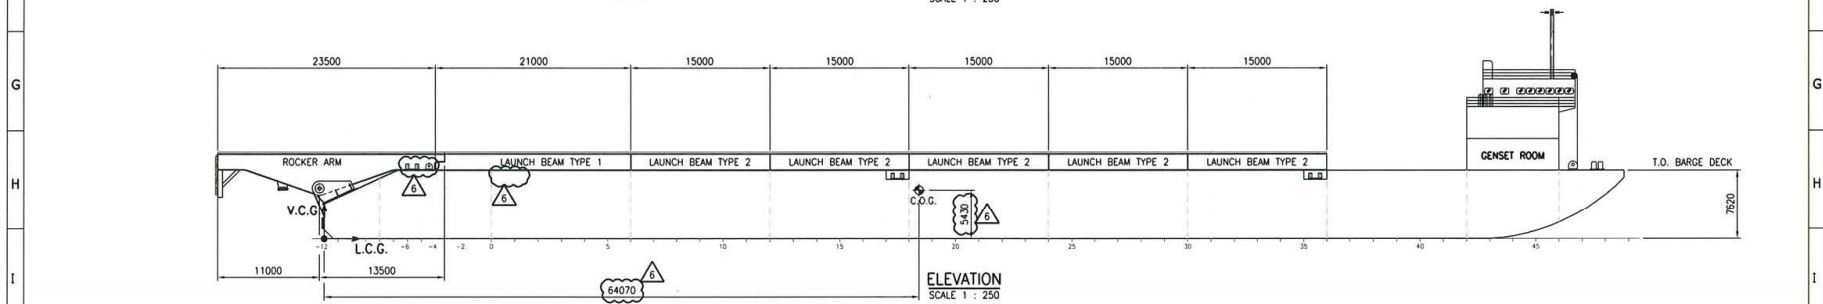 SCALE 1 : 250
G
G
23500
21000
15000
15000
15000
15000
15000
ROCKER ARM
LAUNCH BEAM TYPE 1
LAUNCH BEAM TYPE 2
LAUNCH BEAM TYPE 2
LAUNCH BEAM TYPE 2
LAUNCH BEAM TYPE 2
LAUNCH BEAM TYPE 2
GENSET ROOM
T.O. BARGE DECK
H
H
6
6
V.C.G
C.O.G.
5430
6
7620
-12
-6
-4
-2
0
5
10
15
20
25
30
35
40
45
L.C.G.
11000
13500
I
I
6
64070
ELEVATION
SCALE 1 : 250